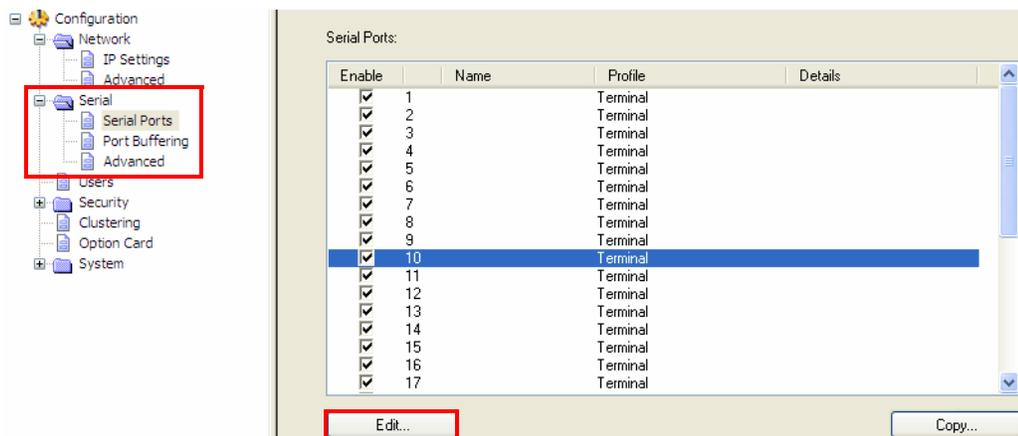 Configuration
Network
IP Settings
Advanced
Serial
Serial Ports
Port Buffering
Advanced
Users
Security
Clustering
Option Card
System
Serial Ports:
Enable Name Profile Details
1 Terminal
2 Terminal
3 Terminal
4 Terminal
5 Terminal
6 Terminal
7 Terminal
8 Terminal
9 Terminal
10 Terminal
11 Terminal
12 Terminal
13 Terminal
14 Terminal
15 Terminal
16 Terminal
17 Terminal
Edit... Copy...